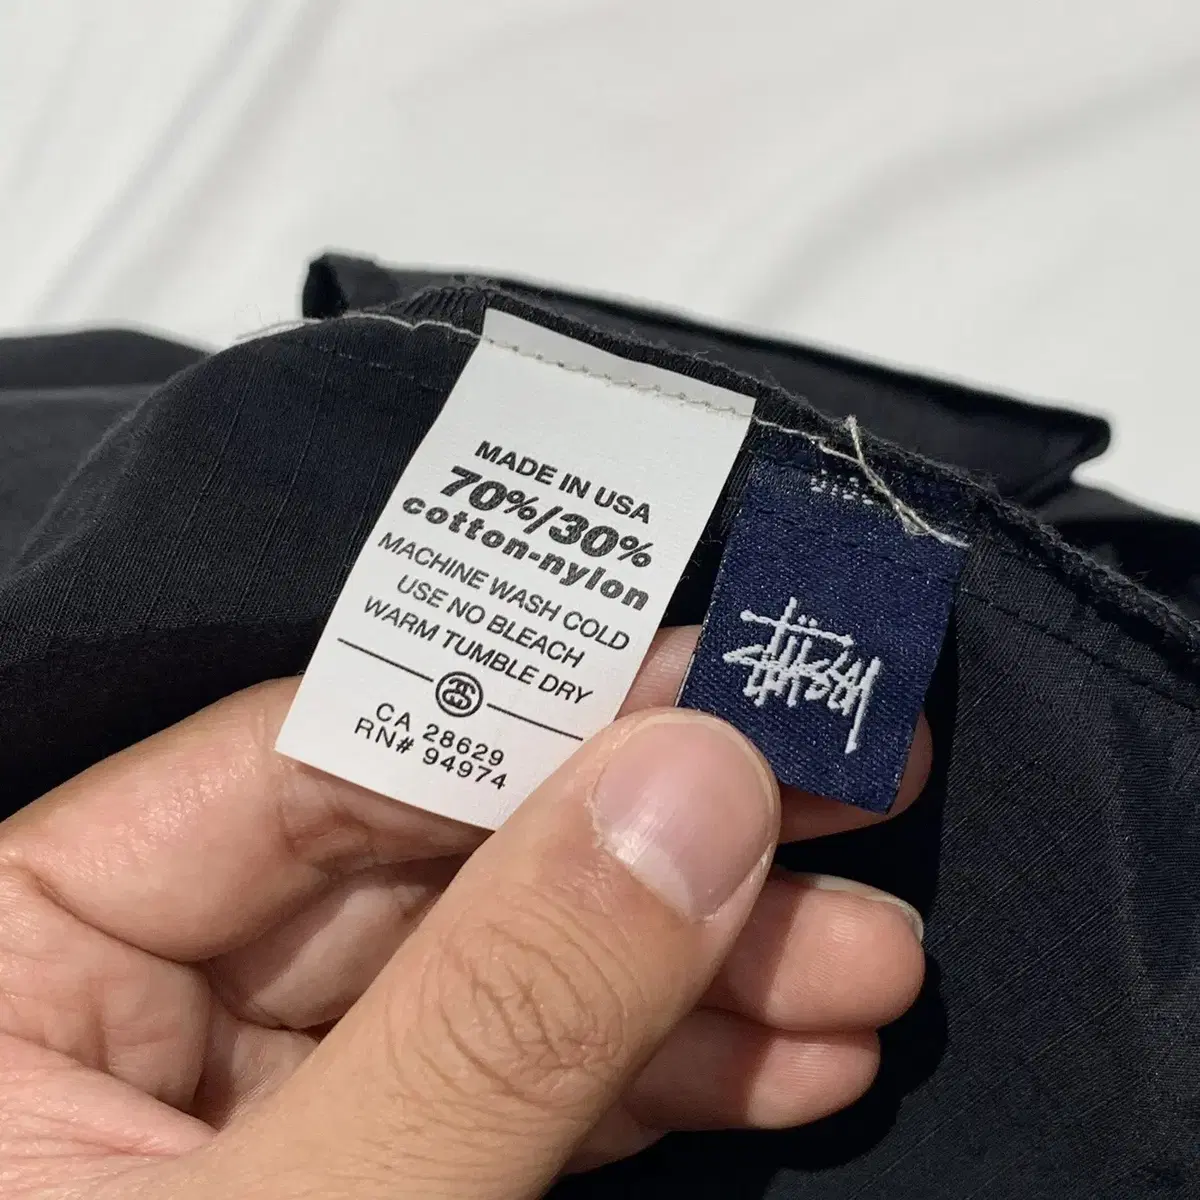 MADE IN USA
70%/30%
cotton-nylon
MACHINE WASH COLD
USE NO BLEACH
WARM TUMBLE DRY
CA 28629
RN# 94974
Stüssy